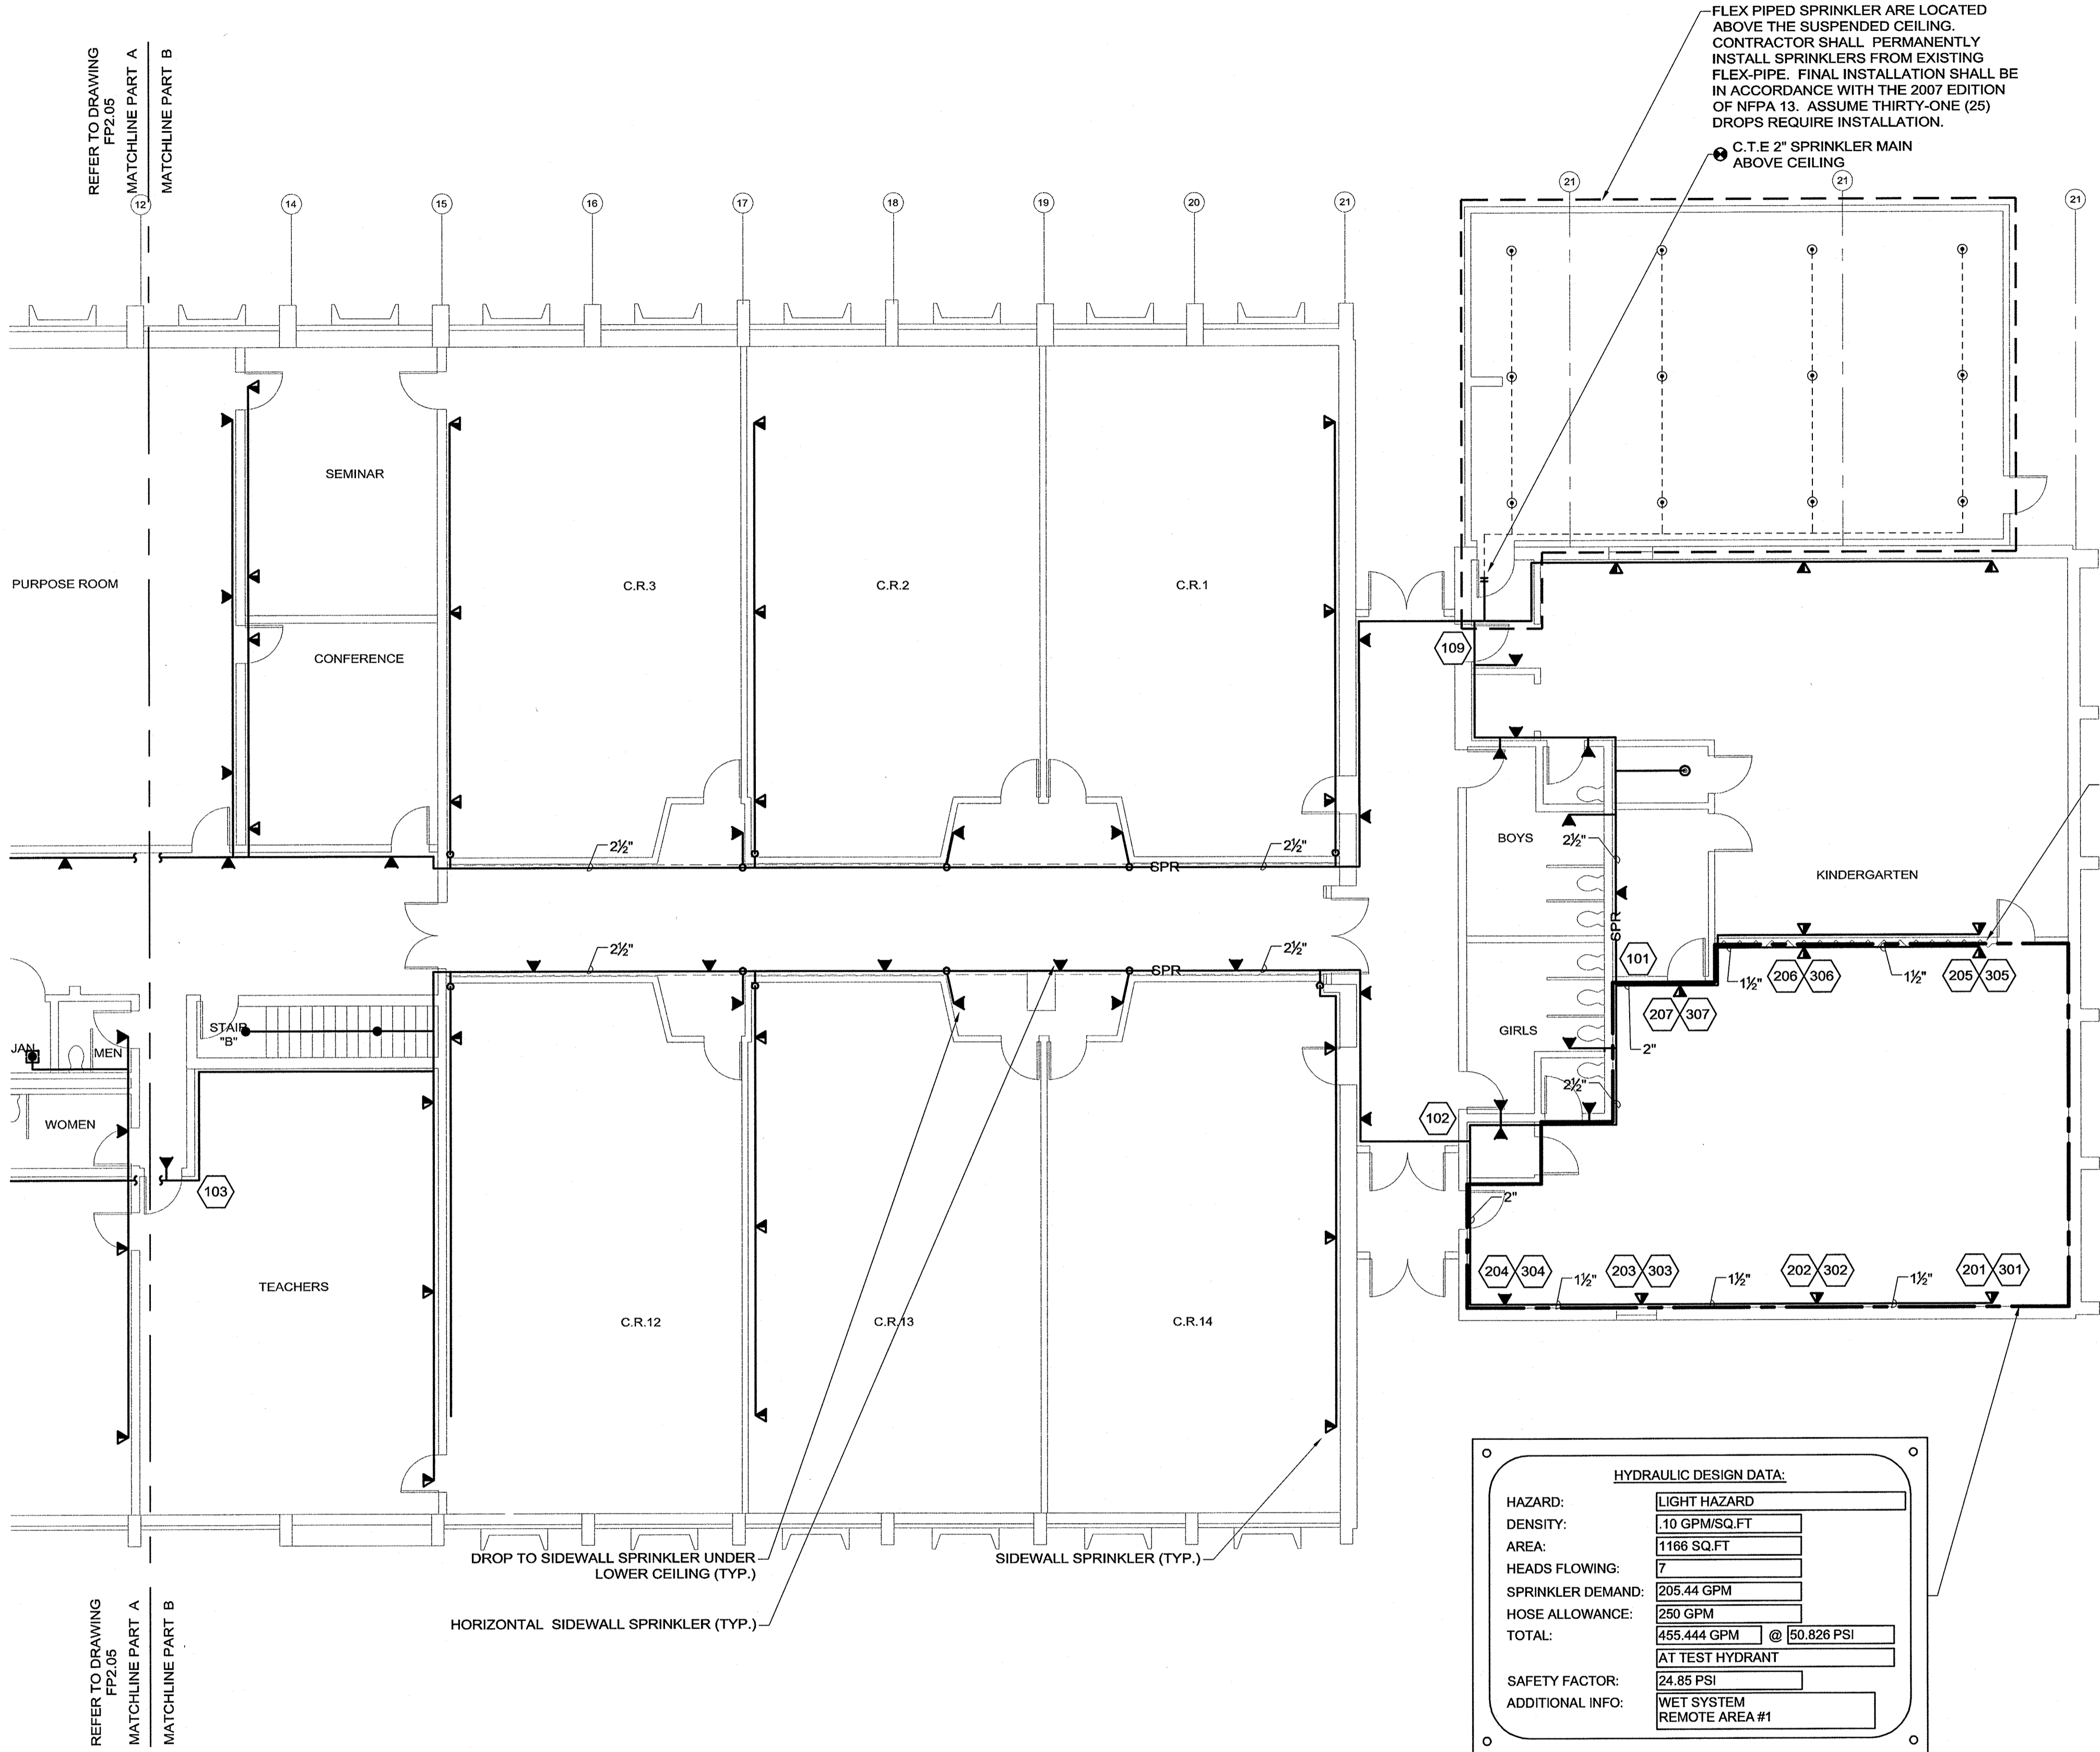 FLEX PIPED SPRINKLER ARE LOCATED
ABOVE THE SUSPENDED CEILING.
CONTRACTOR SHALL PERMANENTLY
INSTALL SPRINKLERS FROM EXISTING
FLEX-PIPE. FINAL INSTALLATION SHALL BE
IN ACCORDANCE WITH THE 2007 EDITION
OF NFPA 13. ASSUME THIRTY-ONE (25)
DROPS REQUIRE INSTALLATION.
C.T.E 2" SPRINKLER MAIN
ABOVE CEILING
REFER TO DRAWING
FP2.05
MATCHLINE PART A
MATCHLINE PART B
12
14
15
16
17
18
19
20
21
21
21
21
SEMINAR
PURPOSE ROOM
CONFERENCE
C.R.3
C.R.2
C.R.1
109
BOYS
2½"
KINDERGARTEN
2½"
SPR
2½"
SPR
2½"
SPR
2½"
101
1½"
206
306
1½"
205
305
207
307
2"
GIRLS
2½"
STAIR
"B"
JAN
MEN
WOMEN
102
103
2"
TEACHERS
C.R.12
C.R.13
C.R.14
204
304
1½"
203
303
1½"
202
302
1½"
201
301
DROP TO SIDEWALL SPRINKLER UNDER
LOWER CEILING (TYP.)
SIDEWALL SPRINKLER (TYP.)
HORIZONTAL SIDEWALL SPRINKLER (TYP.)
REFER TO DRAWING
FP2.05
MATCHLINE PART A
MATCHLINE PART B
HYDRAULIC DESIGN DATA:
HAZARD: LIGHT HAZARD
DENSITY: .10 GPM/SQ.FT
AREA: 1166 SQ.FT
HEADS FLOWING: 7
SPRINKLER DEMAND: 205.44 GPM
HOSE ALLOWANCE: 250 GPM
TOTAL: 455.444 GPM @ 50.826 PSI
AT TEST HYDRANT
SAFETY FACTOR: 24.85 PSI
ADDITIONAL INFO: WET SYSTEM
REMOTE AREA #1